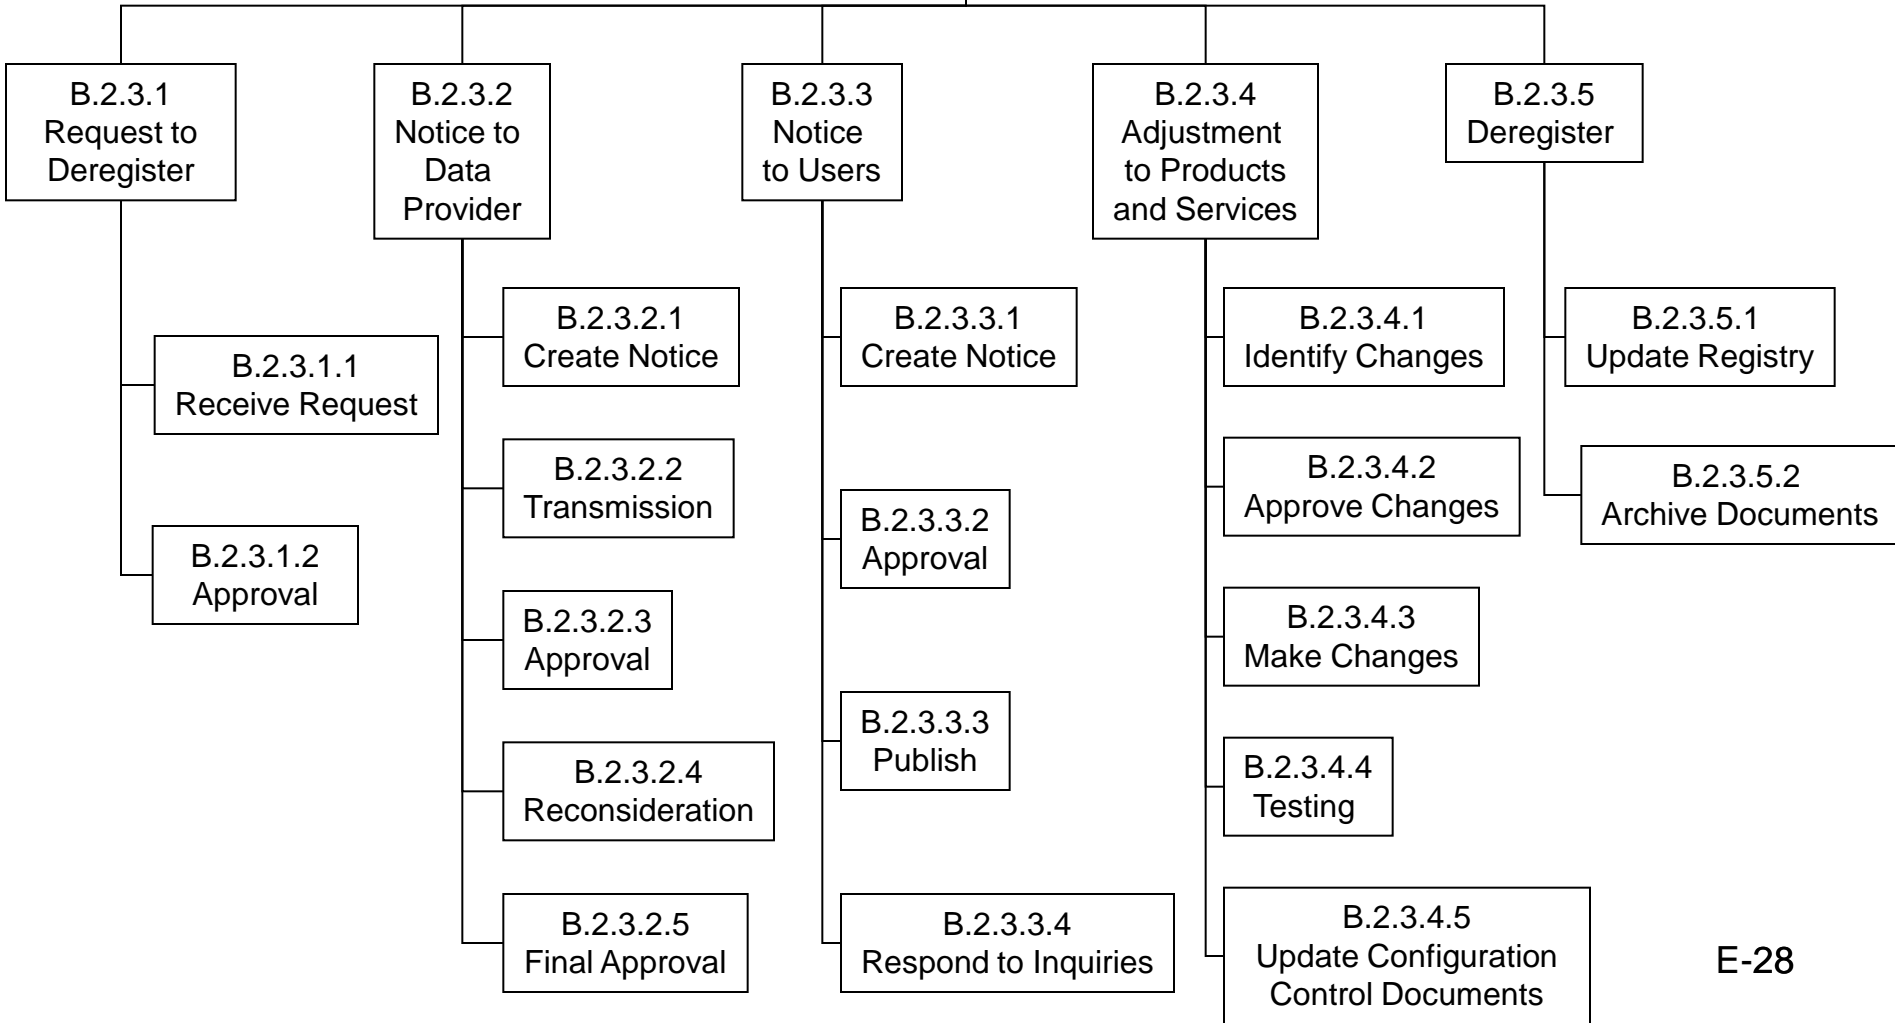 B.2.3.1
Request to
Deregister
B.2.3.2
Notice to
Data
Provider
B.2.3.3
Notice
to Users
B.2.3.4
Adjustment
to Products
and Services
B.2.3.5
Deregister
B.2.3.1.1
Receive Request
B.2.3.1.2
Approval
B.2.3.2.1
Create Notice
B.2.3.2.2
Transmission
B.2.3.2.3
Approval
B.2.3.2.4
Reconsideration
B.2.3.2.5
Final Approval
B.2.3.3.1
Create Notice
B.2.3.3.2
Approval
B.2.3.3.3
Publish
B.2.3.3.4
Respond to Inquiries
B.2.3.4.1
Identify Changes
B.2.3.4.2
Approve Changes
B.2.3.4.3
Make Changes
B.2.3.4.4
Testing
B.2.3.4.5
Update Configuration
Control Documents
B.2.3.5.1
Update Registry
B.2.3.5.2
Archive Documents
E-28